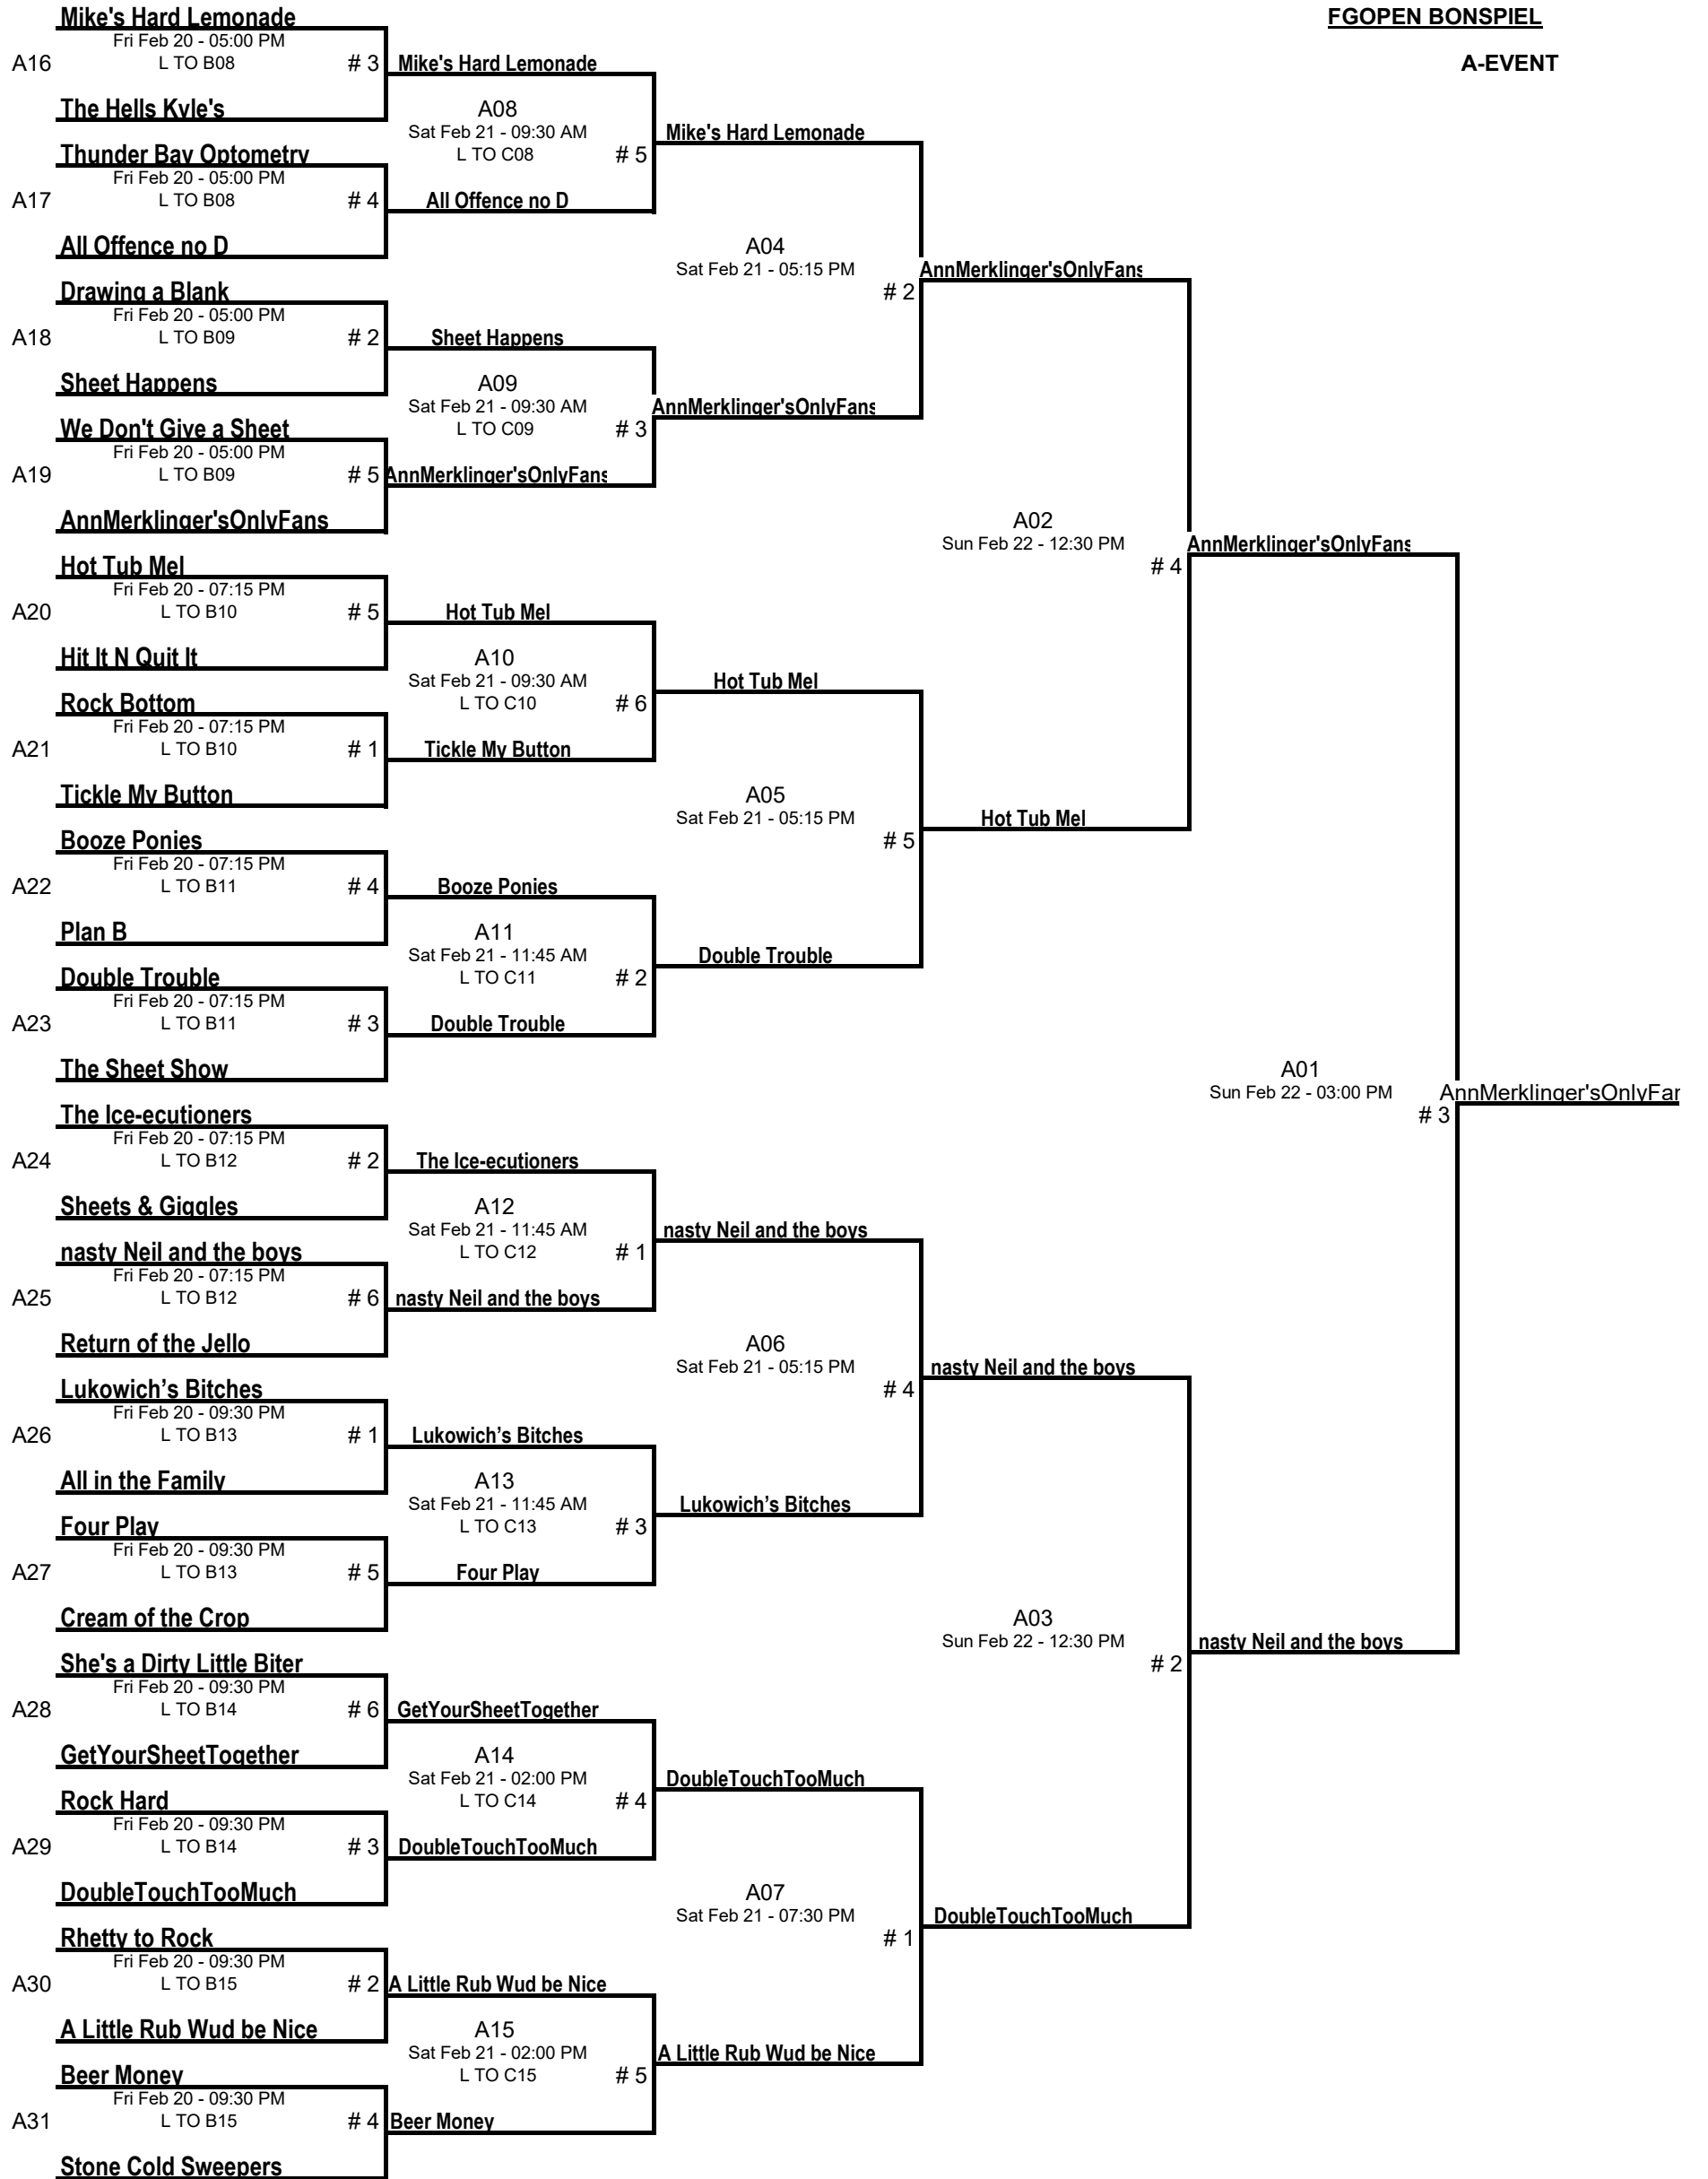 FGOPEN BONSPIEL
A-EVENT
Mike's Hard Lemonade
Fri Feb 20 - 05:00 PM
A16 L TO B08 # 3
The Hells Kyle's
Thunder Bay Optometry
Fri Feb 20 - 05:00 PM
A17 L TO B08 # 4
All Offence no D
Drawing a Blank
Fri Feb 20 - 05:00 PM
A18 L TO B09 # 2
Sheet Happens
We Don't Give a Sheet
Fri Feb 20 - 05:00 PM
A19 L TO B09 # 5
AnnMerklinger'sOnlyFans
Hot Tub Mel
Fri Feb 20 - 07:15 PM
A20 L TO B10 # 5
Hit It N Quit It
Rock Bottom
Fri Feb 20 - 07:15 PM
A21 L TO B10 # 1
Tickle My Button
Booze Ponies
Fri Feb 20 - 07:15 PM
A22 L TO B11 # 4
Plan B
Double Trouble
Fri Feb 20 - 07:15 PM
A23 L TO B11 # 3
The Sheet Show
The Ice-ecutioners
Fri Feb 20 - 07:15 PM
A24 L TO B12 # 2
Sheets & Giggles
nasty Neil and the boys
Fri Feb 20 - 07:15 PM
A25 L TO B12 # 6
Return of the Jello
Lukowich’s Bitches
Fri Feb 20 - 09:30 PM
A26 L TO B13 # 1
All in the Family
Four Play
Fri Feb 20 - 09:30 PM
A27 L TO B13 # 5
Cream of the Crop
She's a Dirty Little Biter
Fri Feb 20 - 09:30 PM
A28 L TO B14 # 6
GetYourSheetTogether
Rock Hard
Fri Feb 20 - 09:30 PM
A29 L TO B14 # 3
DoubleTouchTooMuch
Rhetty to Rock
Fri Feb 20 - 09:30 PM
A30 L TO B15 # 2
A Little Rub Wud be Nice
Beer Money
Fri Feb 20 - 09:30 PM
A31 L TO B15 # 4
Stone Cold Sweepers
Mike's Hard Lemonade
A08
Sat Feb 21 - 09:30 AM
L TO C08 # 5
All Offence no D
Sheet Happens
A09
Sat Feb 21 - 09:30 AM
L TO C09 # 3
AnnMerklinger'sOnlyFans
Hot Tub Mel
A10
Sat Feb 21 - 09:30 AM
L TO C10 # 6
Tickle My Button
Booze Ponies
A11
Sat Feb 21 - 11:45 AM
L TO C11 # 2
Double Trouble
The Ice-ecutioners
A12
Sat Feb 21 - 11:45 AM
L TO C12 # 1
nasty Neil and the boys
Lukowich’s Bitches
A13
Sat Feb 21 - 11:45 AM
L TO C13 # 3
Four Play
GetYourSheetTogether
A14
Sat Feb 21 - 02:00 PM
L TO C14 # 4
DoubleTouchTooMuch
A Little Rub Wud be Nice
A15
Sat Feb 21 - 02:00 PM
L TO C15 # 5
Beer Money
Mike's Hard Lemonade
A04
Sat Feb 21 - 05:15 PM
# 2
AnnMerklinger'sOnlyFans
Hot Tub Mel
A05
Sat Feb 21 - 05:15 PM
# 5
Double Trouble
nasty Neil and the boys
A06
Sat Feb 21 - 05:15 PM
# 4
Lukowich’s Bitches
DoubleTouchTooMuch
A07
Sat Feb 21 - 07:30 PM
# 1
A Little Rub Wud be Nice
AnnMerklinger'sOnlyFans
A02
Sun Feb 22 - 12:30 PM
# 4
Hot Tub Mel
nasty Neil and the boys
A03
Sun Feb 22 - 12:30 PM
# 2
DoubleTouchTooMuch
AnnMerklinger'sOnlyFans
A01
Sun Feb 22 - 03:00 PM
# 3
nasty Neil and the boys
AnnMerklinger'sOnlyFar